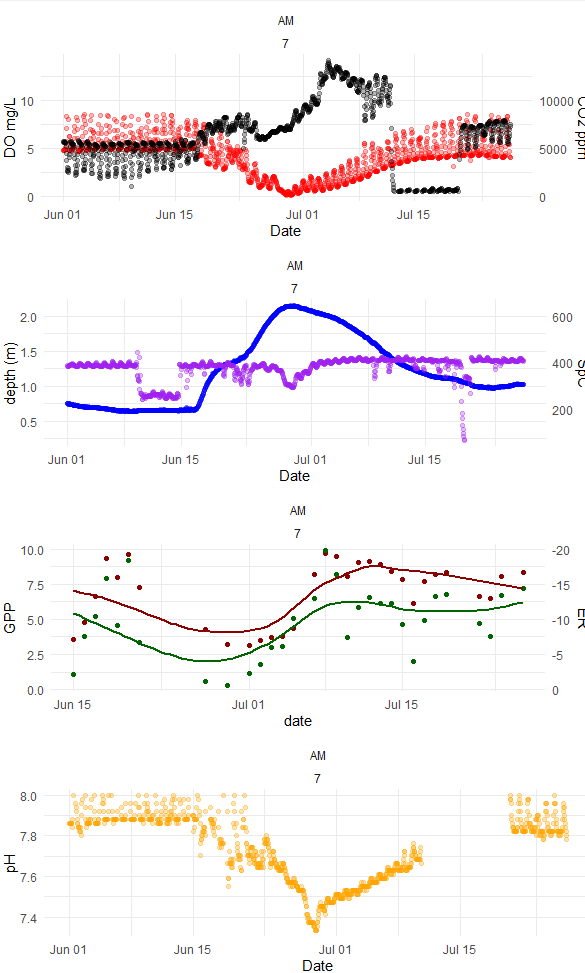 AM
7
DO mg/L
10
5
0
10000
5000
0
CO2 ppm
Jun 01
Jun 15
Jul 01
Jul 15
Date
AM
7
depth (m)
2.0
1.5
1.0
0.5
600
400
200
SpC
Jun 01
Jun 15
Jul 01
Jul 15
Date
AM
7
GPP
10.0
7.5
5.0
2.5
0.0
-20
-15
-10
-5
0
ER
Jun 15
Jul 01
Jul 15
date
AM
7
pH
8.0
7.8
7.6
7.4
Jun 01
Jun 15
Jul 01
Jul 15
Date